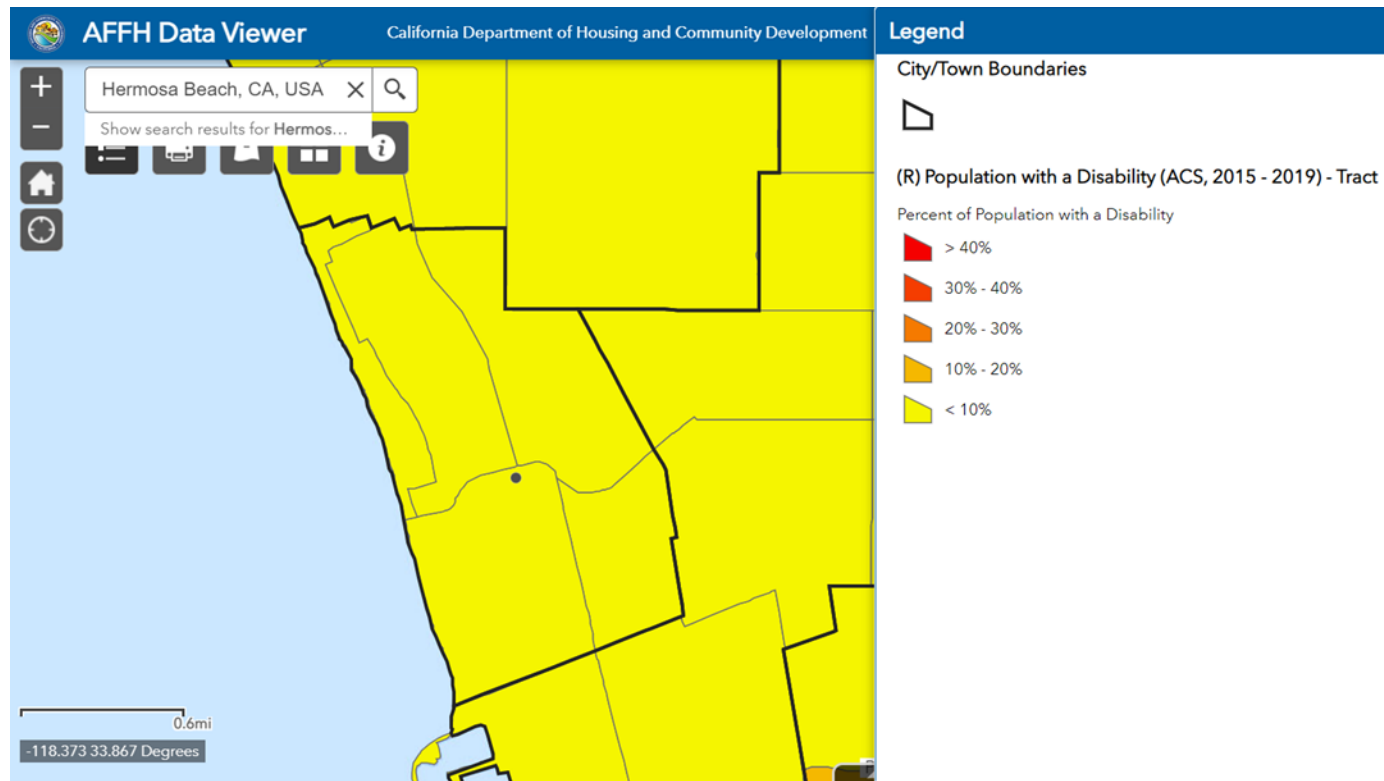 AFFH Data Viewer
California Department of Housing and Community Development
Legend
+
Hermosa Beach, CA, USA
Show search results for Hermos...
−
i
City/Town Boundaries
(R) Population with a Disability (ACS, 2015 - 2019) - Tract
Percent of Population with a Disability
> 40%
30% - 40%
20% - 30%
10% - 20%
< 10%
0.6mi
-118.373 33.867 Degrees